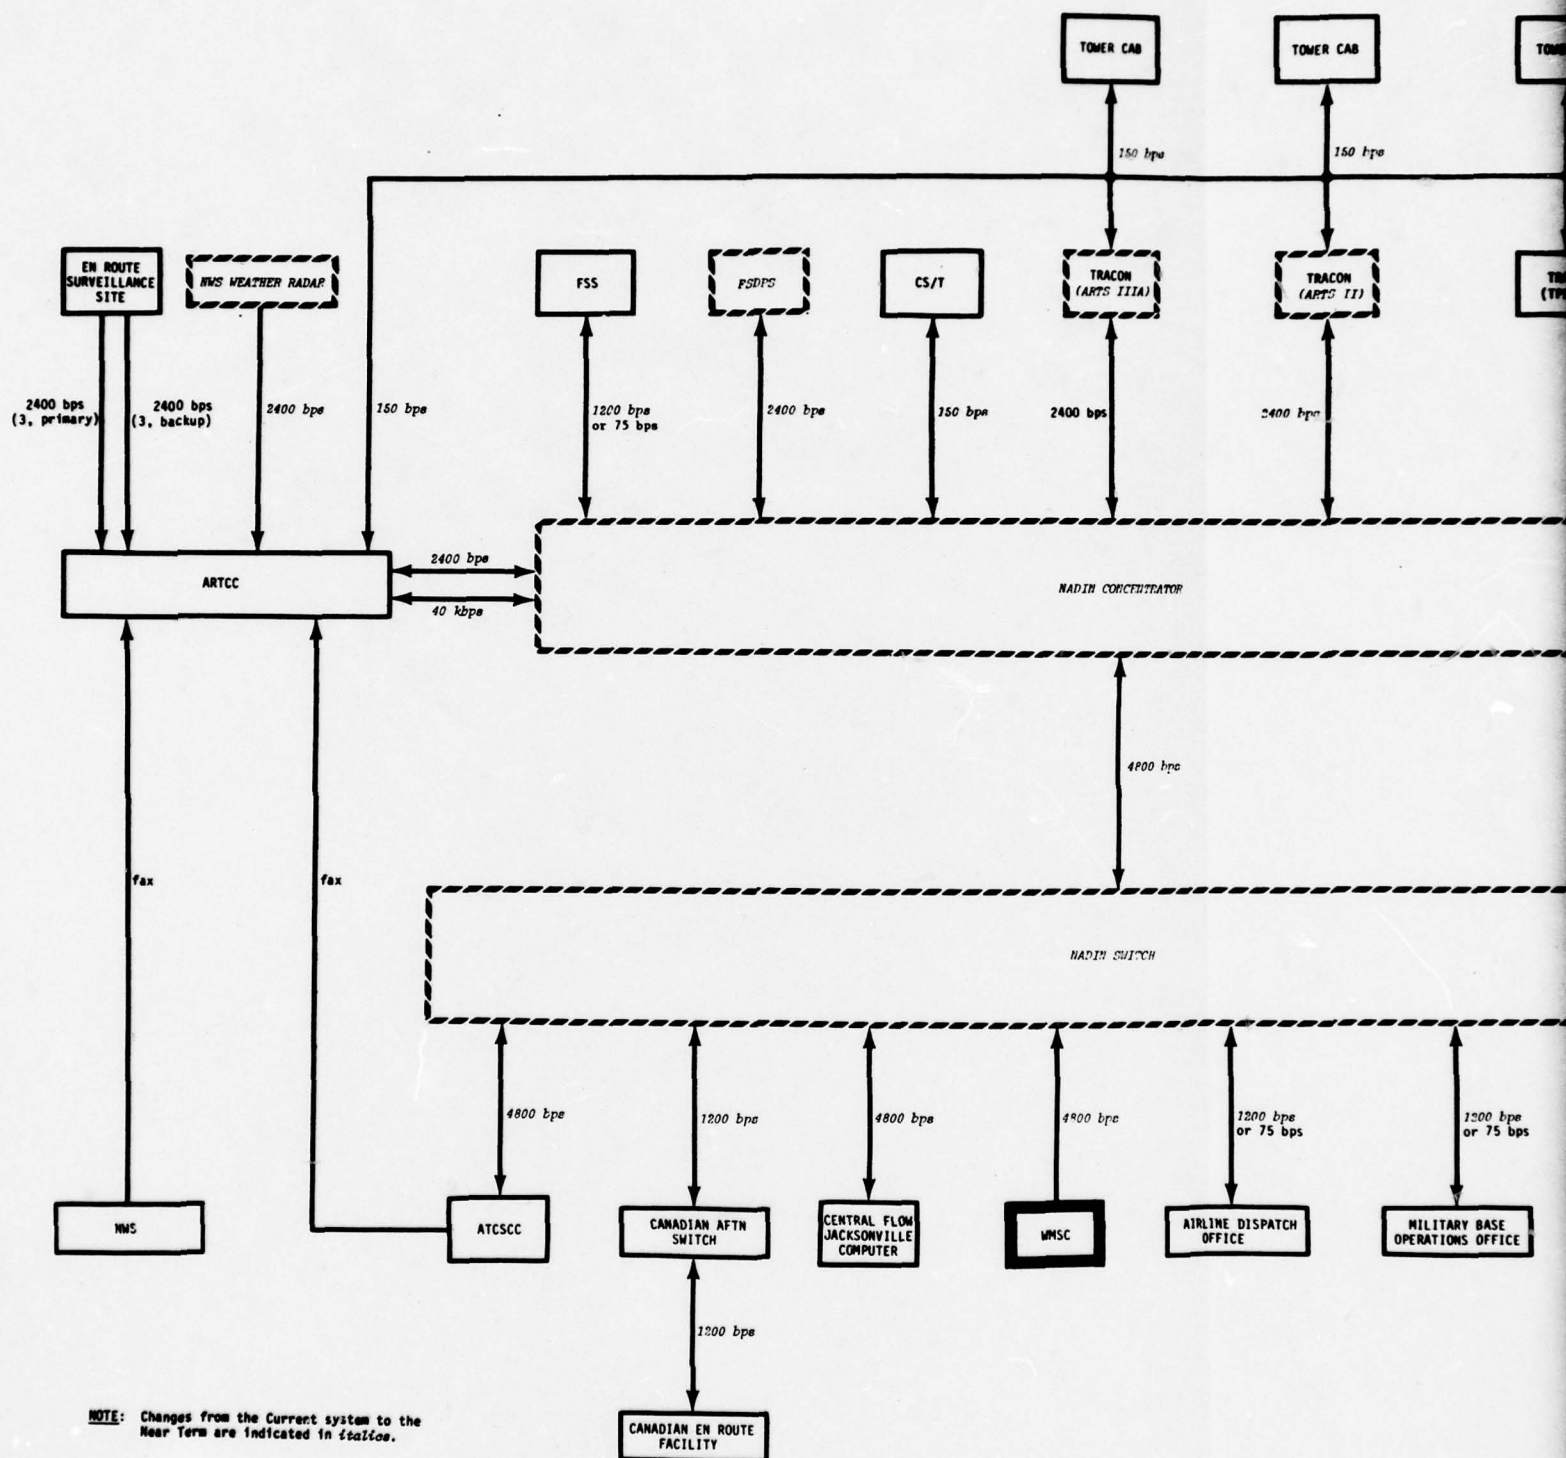 TOWER CAB
TOWER CAB
150 bps
150 bps
EN ROUTE
SURVEILLANCE
SITE
NWS WEATHER RADAR
FSS
FSDPS
CS/T
TRACON
(ARTS IIIA)
TRACON
(ARTS II)
2400 bps
(3, primary)
2400 bps
(3, backup)
2400 bps
150 bps
1200 bps
or 75 bps
2400 bps
150 bps
2400 bps
2400 bps
ARTCC
2400 bps
40 kbps
NADIN CONCENTRATOR
4800 bps
fax
fax
NADIN SWITCH
4800 bps
1200 bps
4800 bps
4800 bps
1200 bps
or 75 bps
1200 bps
or 75 bps
NWS
ATCSCC
CANADIAN AFTN
SWITCH
CENTRAL FLOW
JACKSONVILLE
COMPUTER
WMSC
AIRLINE DISPATCH
OFFICE
MILITARY BASE
OPERATIONS OFFICE
1200 bps
CANADIAN EN ROUTE
FACILITY
NOTE: Changes from the Current system to the
Near Term are indicated in italics.